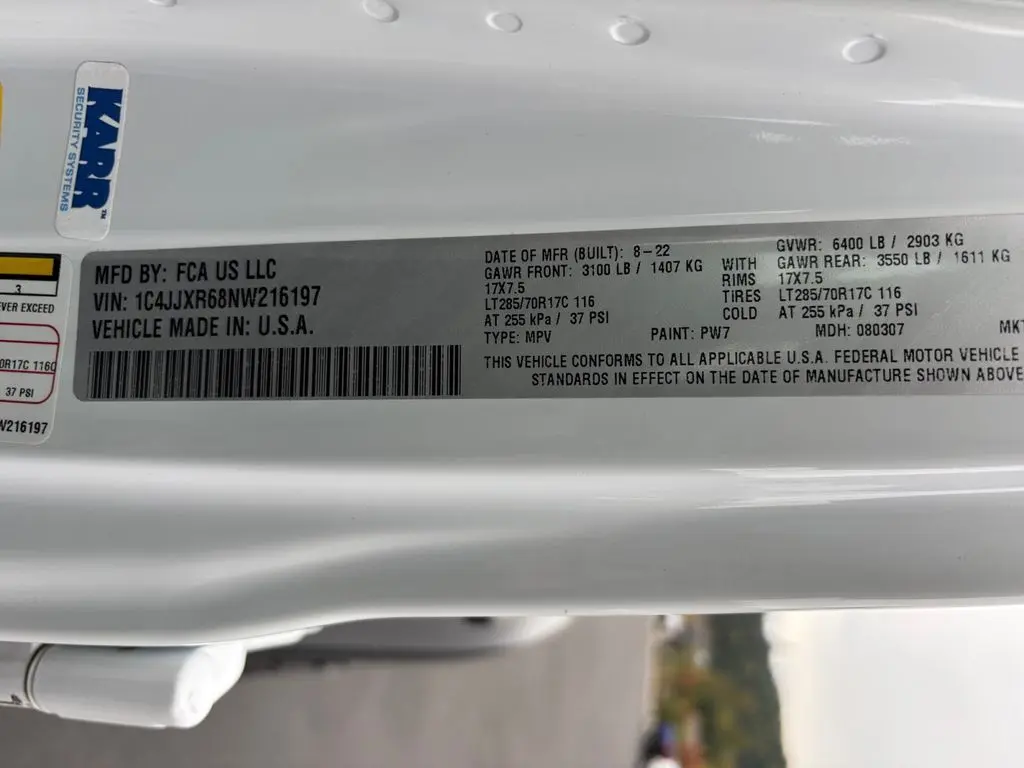 KARR™
SECURITY SYSTEMS
3
EVER EXCEED
0R17C 116C
37 PSI
W216197
MFD BY: FCA US LLC
VIN: 1C4JJXR68NW216197
VEHICLE MADE IN: U.S.A.
DATE OF MFR (BUILT): 8-22 GVWR: 6400 LB / 2903 KG
GAWR FRONT: 3100 LB / 1407 KG WITH GAWR REAR: 3550 LB / 1611 KG
17X7.5 RIMS 17X7.5
LT285/70R17C 116 TIRES LT285/70R17C 116
AT 255 kPa / 37 PSI COLD AT 255 kPa / 37 PSI
TYPE: MPV PAINT: PW7 MDH: 080307 MKT
THIS VEHICLE CONFORMS TO ALL APPLICABLE U.S.A. FEDERAL MOTOR VEHICLE
STANDARDS IN EFFECT ON THE DATE OF MANUFACTURE SHOWN ABOVE